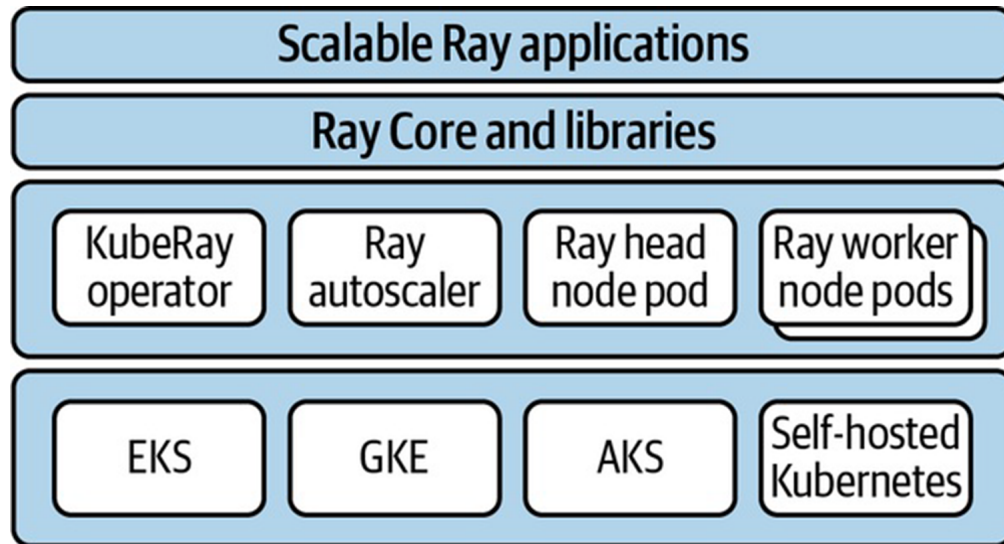 Scalable Ray applications
Ray Core and libraries
KubeRay
operator
Ray
autoscaler
Ray head
node pod
Ray worker
node pods
EKS
GKE
AKS
Self-hosted
Kubernetes